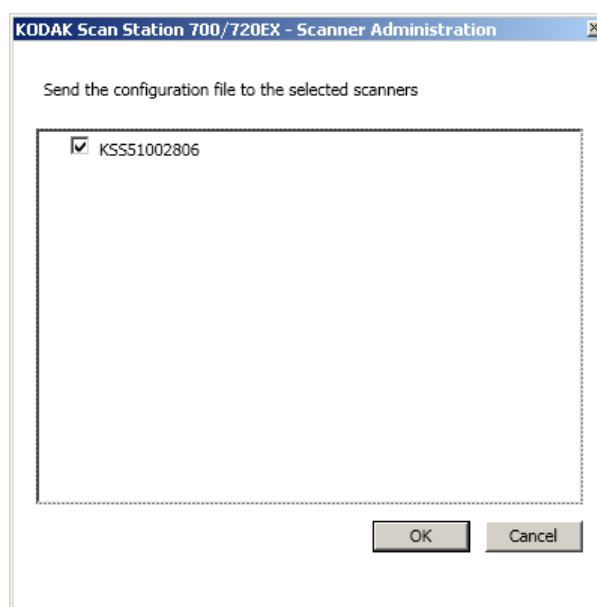 KODAK Scan Station 700/720EX - Scanner Administration
Send the configuration file to the selected scanners
KSS51002806
OK Cancel